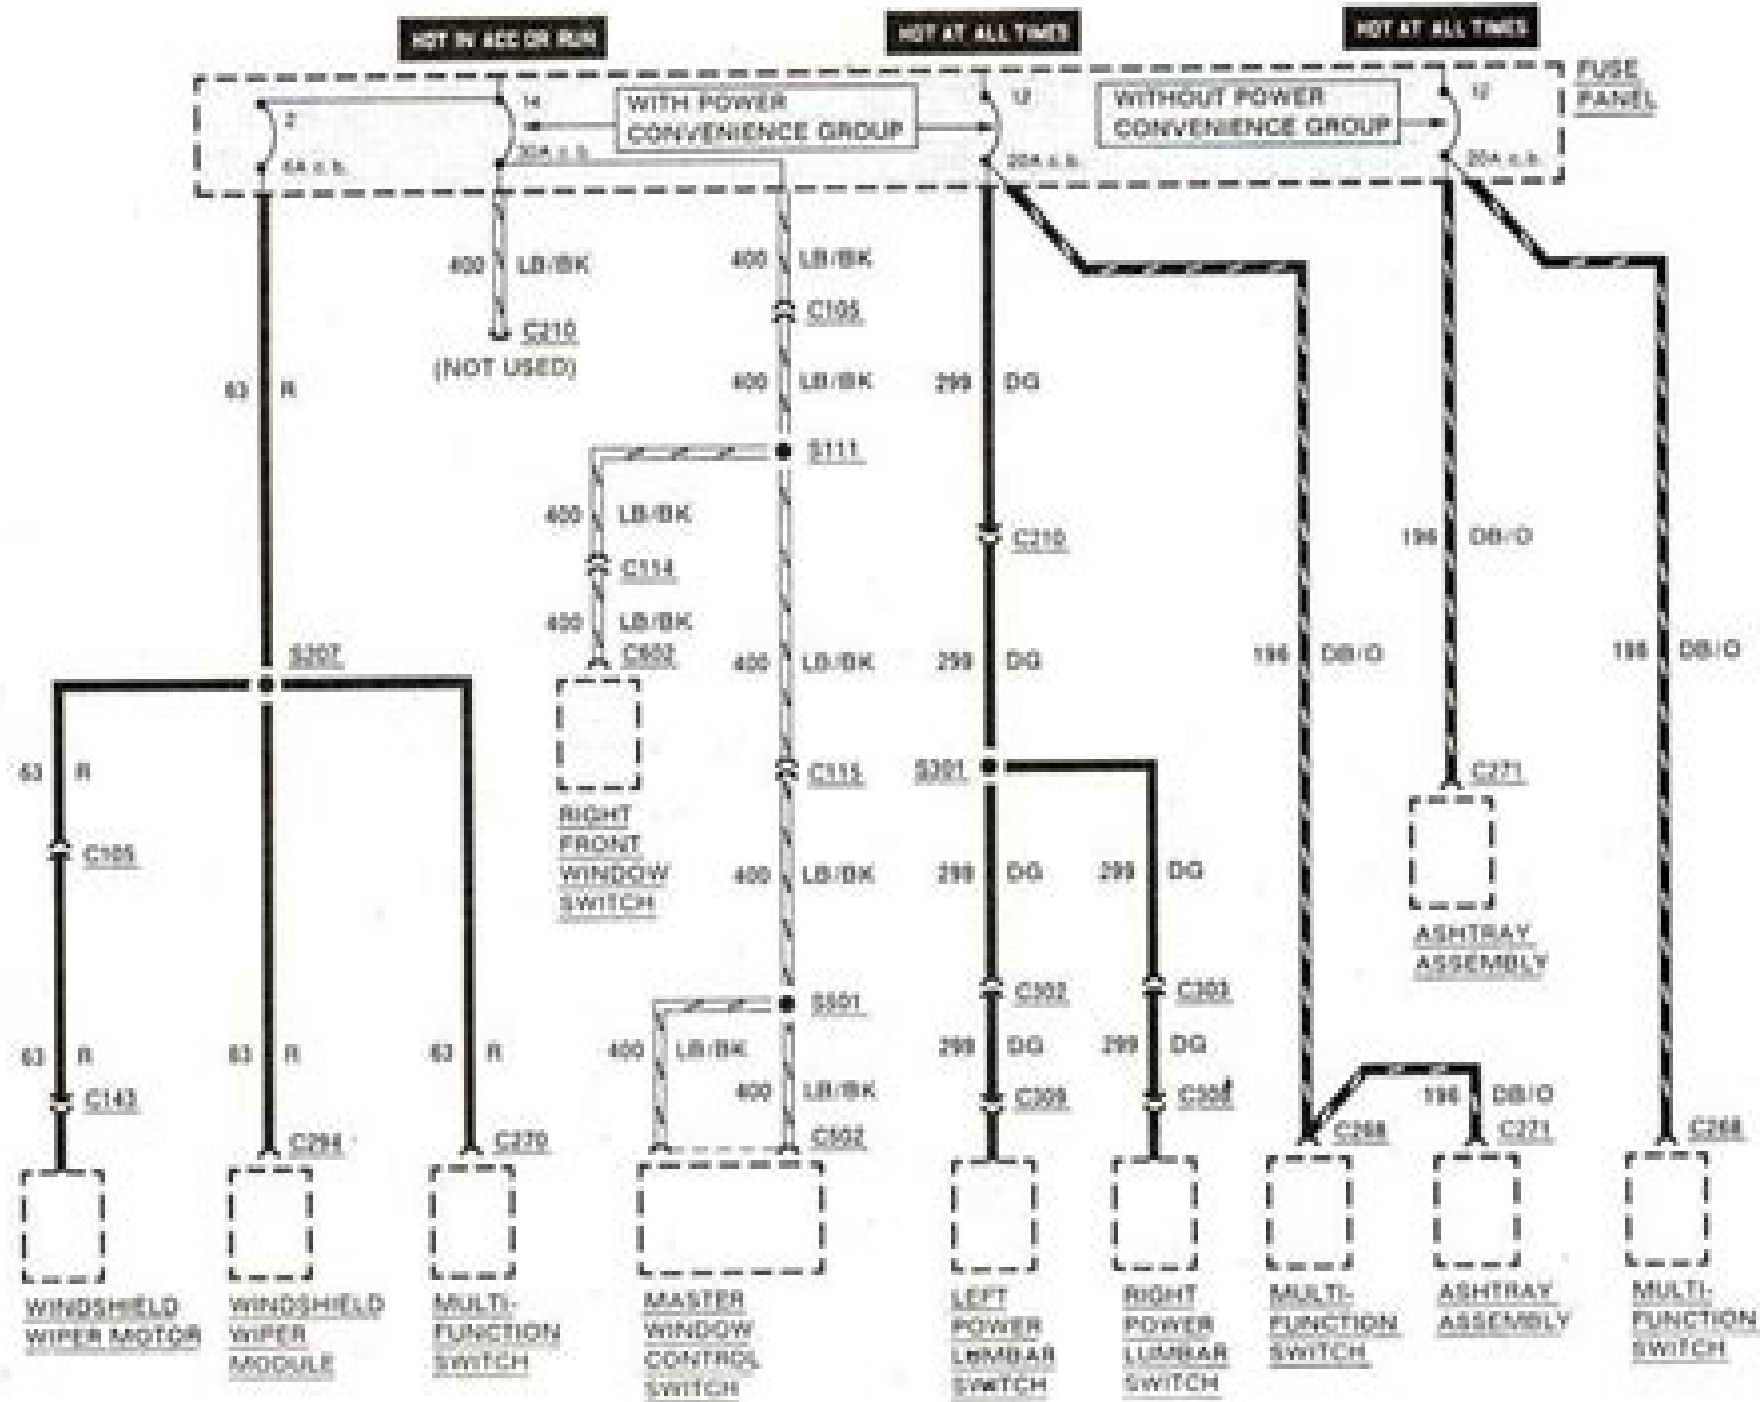 HOT IN ACC OR RUN
HOT AT ALL TIMES
HOT AT ALL TIMES
FUSE
PANEL
2
6A c.b.
14
30A c.b.
WITH POWER
CONVENIENCE GROUP
12
20A c.b.
WITHOUT POWER
CONVENIENCE GROUP
12
20A c.b.
400 LB/BK
C210
(NOT USED)
400 LB/BK
C105
63 R
400 LB/BK
299 DG
S111
400 LB/BK
C114
400 LB/BK
C602
C210
196 DB/O
S207
400 LB/BK
299 DG
196 DB/O
196 DB/O
63 R
C105
RIGHT
FRONT
WINDOW
SWITCH
C115
400 LB/BK
S301
299 DG
299 DG
C271
ASHTRAY
ASSEMBLY
S501
C302
C303
63 R
63 R
63 R
400 LB/BK
400 LB/BK
299 DG
299 DG
196 DB/O
C143
C294
C270
C502
C309
C268
C271
C268
WINDSHIELD
WIPER MOTOR
WINDSHIELD
WIPER
MODULE
MULTI-
FUNCTION
SWITCH
MASTER
WINDOW
CONTROL
SWITCH
LEFT
POWER
LUMBAR
SWITCH
RIGHT
POWER
LUMBAR
SWITCH
MULTI-
FUNCTION
SWITCH
ASHTRAY
ASSEMBLY
MULTI-
FUNCTION
SWITCH